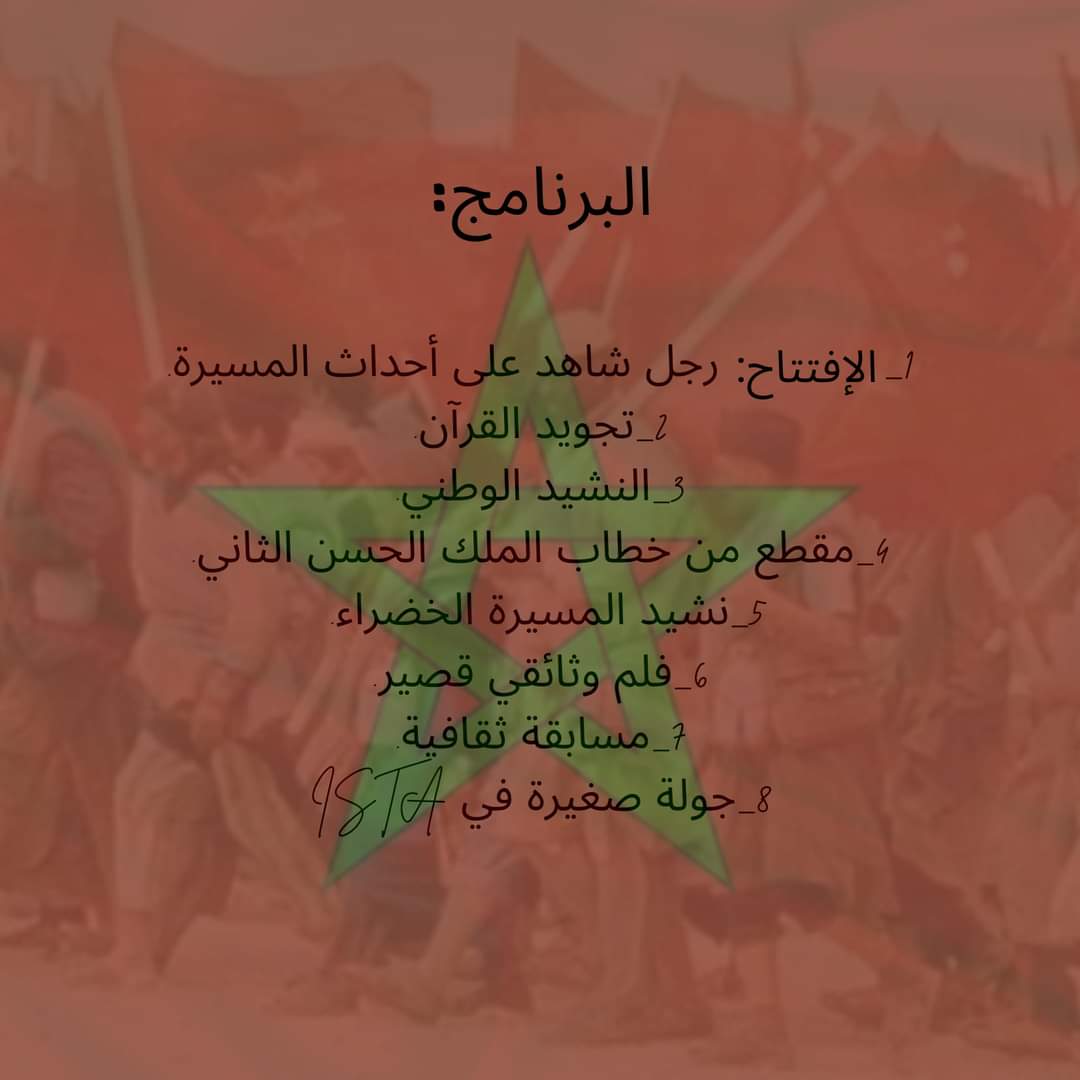 البرنامج:
1_الإفتتاح: رجل شاهد على أحداث المسيرة.
2_تجويد القرآن.
3_النشيد الوطني.
4_مقطع من خطاب الملك الحسن الثاني.
5_نشيد المسيرة الخضراء.
6_فلم وثائقي قصير.
7_مسابقة ثقافية.
8_جولة صغيرة في ISTA